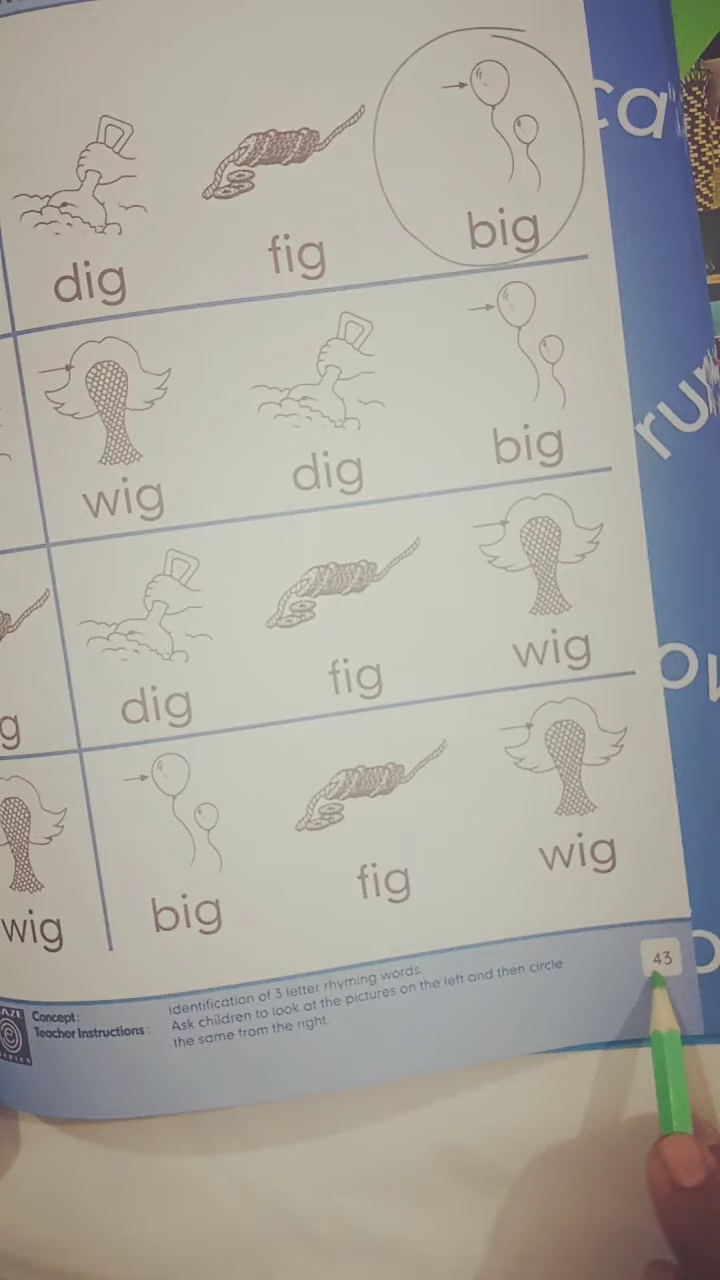 dig fig big
wig dig big
g dig fig wig
wig big fig wig
43
Concept: Identification of 3 letter rhyming words.
Teacher Instructions: Ask children to look at the pictures on the left and then circle
the same from the right.
ca